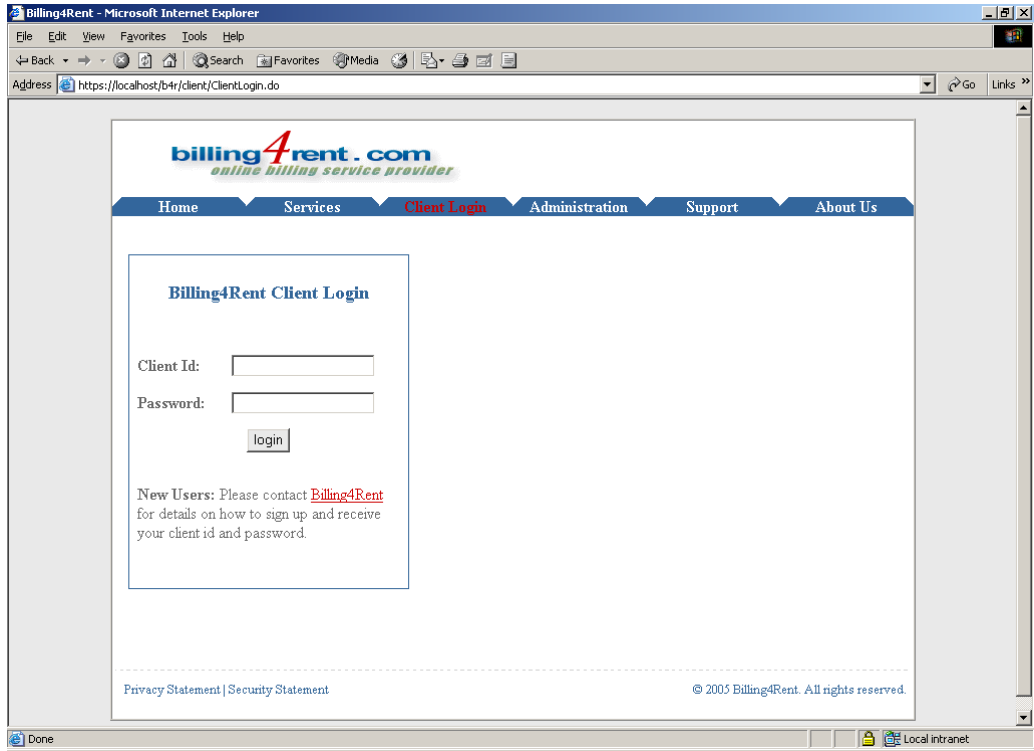 Billing4Rent - Microsoft Internet Explorer
File Edit View Favorites Tools Help
Back Search Favorites Media
Address https://localhost/b4r/client/ClientLogin.do Go Links »
billing4rent.com
online billing service provider
Home Services Client Login Administration Support About Us
Billing4Rent Client Login
Client Id:
Password:
login
New Users: Please contact Billing4Rent
for details on how to sign up and receive
your client id and password.
Privacy Statement | Security Statement © 2005 Billing4Rent. All rights reserved.
Done Local intranet